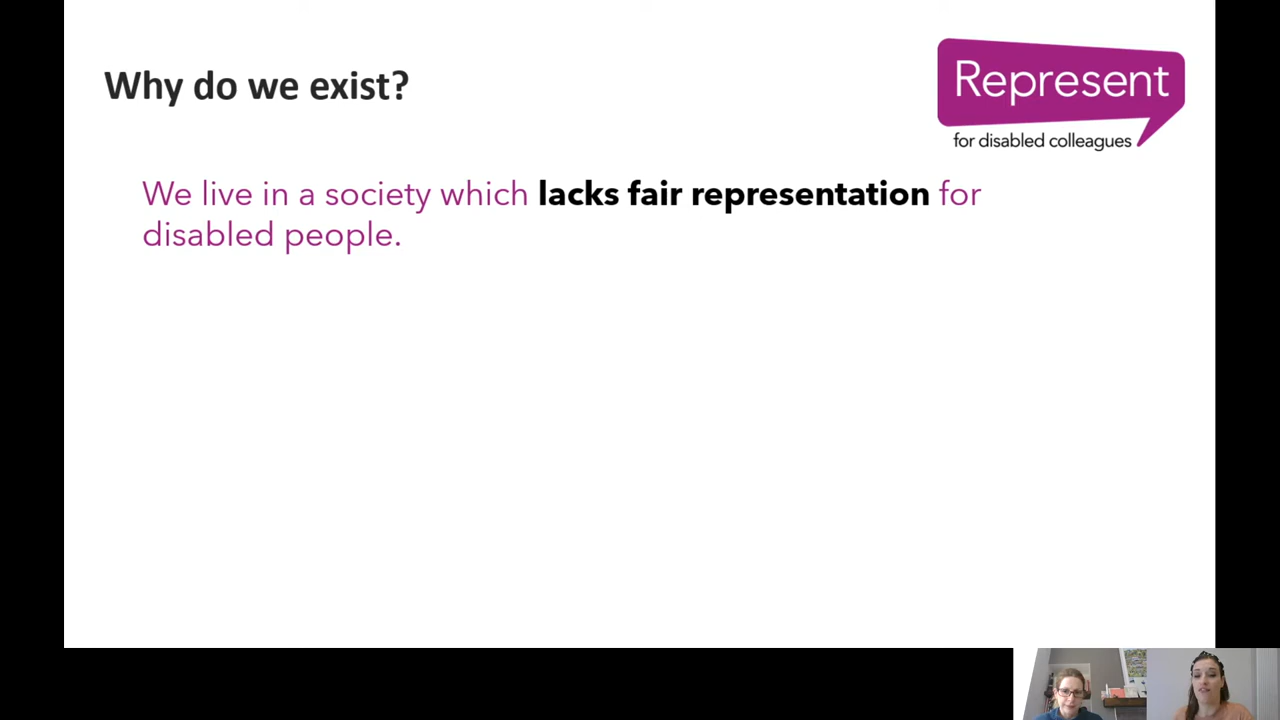 Why do we exist?
Represent
for disabled colleagues
We live in a society which lacks fair representation for
disabled people.